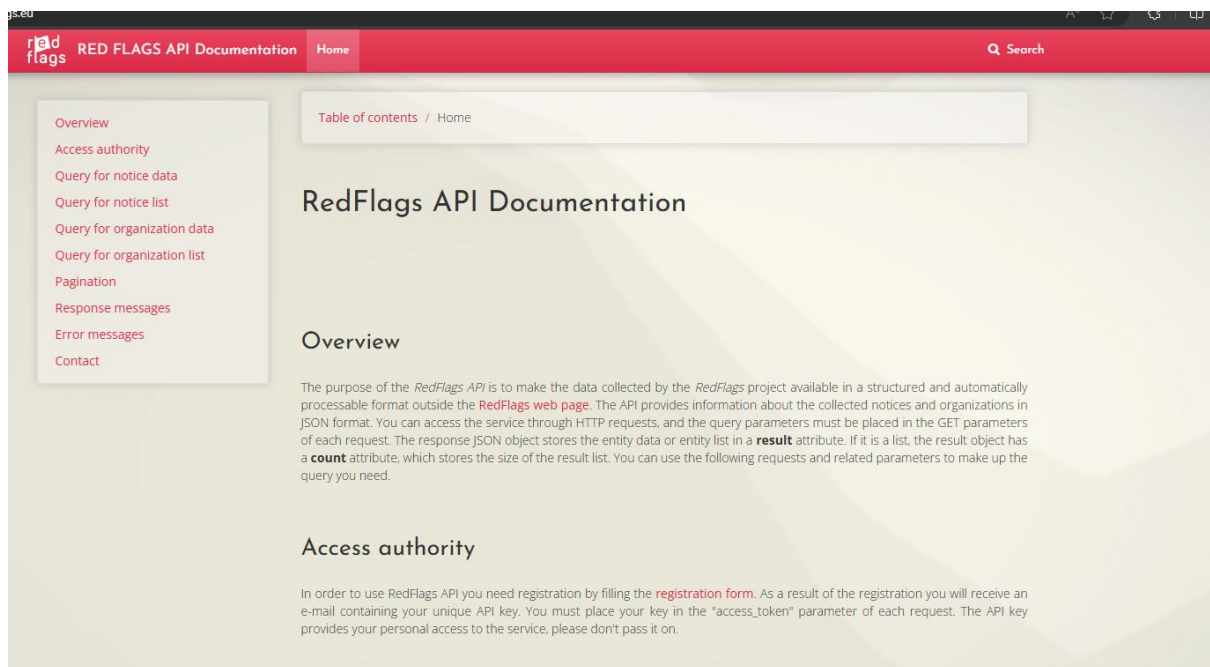 gs.eu
red
flags
RED FLAGS API Documentation
Home
Search
Overview
Access authority
Query for notice data
Query for notice list
Query for organization data
Query for organization list
Pagination
Response messages
Error messages
Contact
Table of contents / Home
RedFlags API Documentation
Overview
The purpose of the RedFlags API is to make the data collected by the RedFlags project available in a structured and automatically
processable format outside the RedFlags web page. The API provides information about the collected notices and organizations in
JSON format. You can access the service through HTTP requests, and the query parameters must be placed in the GET parameters
of each request. The response JSON object stores the entity data or entity list in a result attribute. If it is a list, the result object has
a count attribute, which stores the size of the result list. You can use the following requests and related parameters to make up the
query you need.
Access authority
In order to use RedFlags API you need registration by filling the registration form. As a result of the registration you will receive an
e-mail containing your unique API key. You must place your key in the "access_token" parameter of each request. The API key
provides your personal access to the service, please don't pass it on.